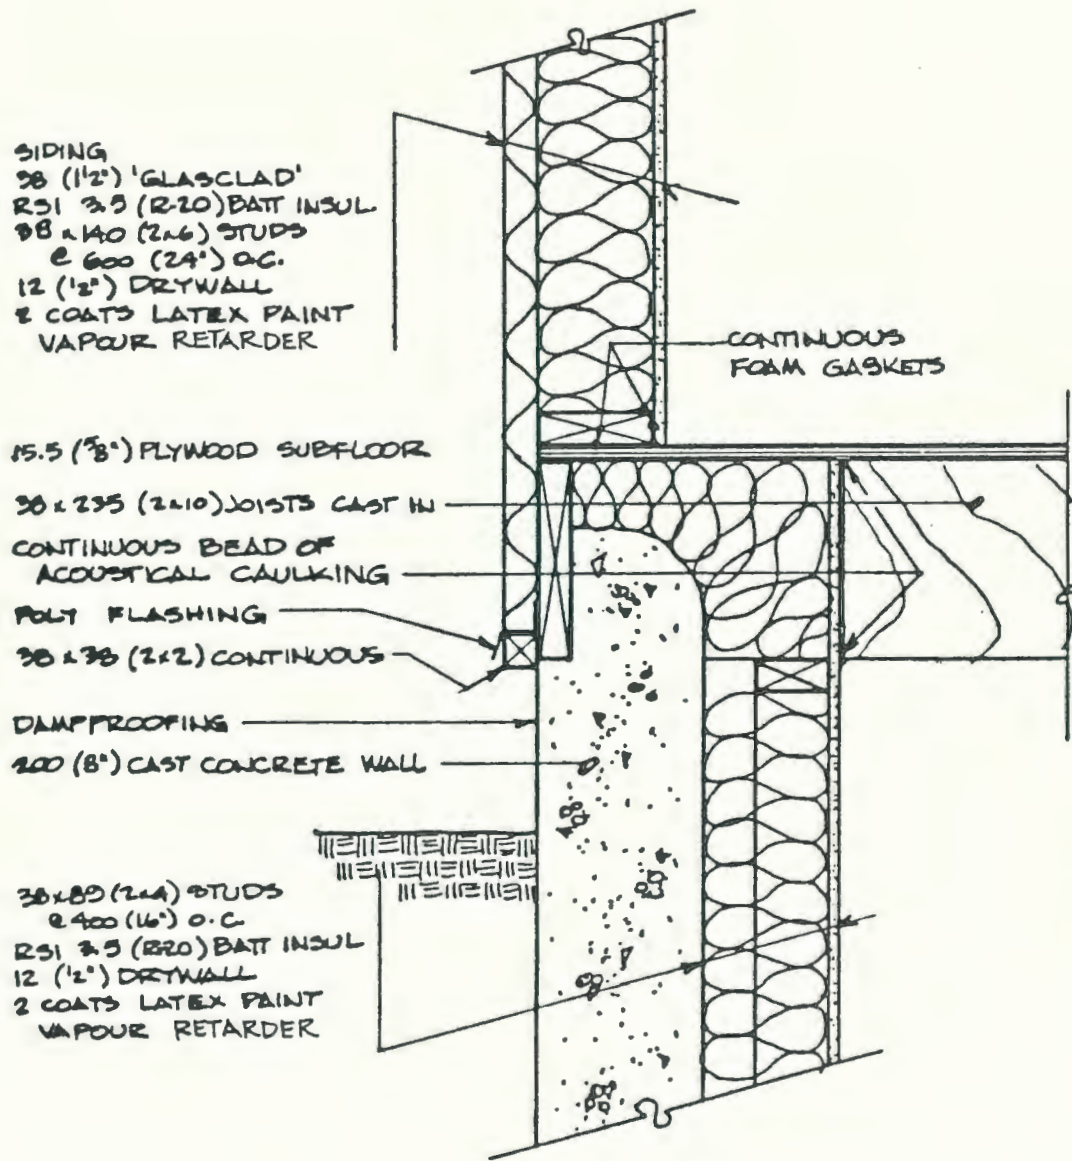 SIDING
38 (1½") 'GLASCLAD'
RSI 3.5 (R-20) BATT INSUL.
38 x 140 (2x6) STUDS
@ 600 (24") O.C.
12 (½") DRYWALL
2 COATS LATEX PAINT
VAPOUR RETARDER
CONTINUOUS
FOAM GASKETS
15.5 (⅝") PLYWOOD SUBFLOOR
38 x 235 (2x10) JOISTS CAST IN
CONTINUOUS BEAD OF
ACOUSTICAL CAULKING
POLY FLASHING
38 x 38 (2x2) CONTINUOUS
DAMPPROOFING
200 (8") CAST CONCRETE WALL
38x89 (2x4) STUDS
@ 400 (16") O.C.
RSI 3.5 (R20) BATT INSUL
12 (½") DRYWALL
2 COATS LATEX PAINT
VAPOUR RETARDER